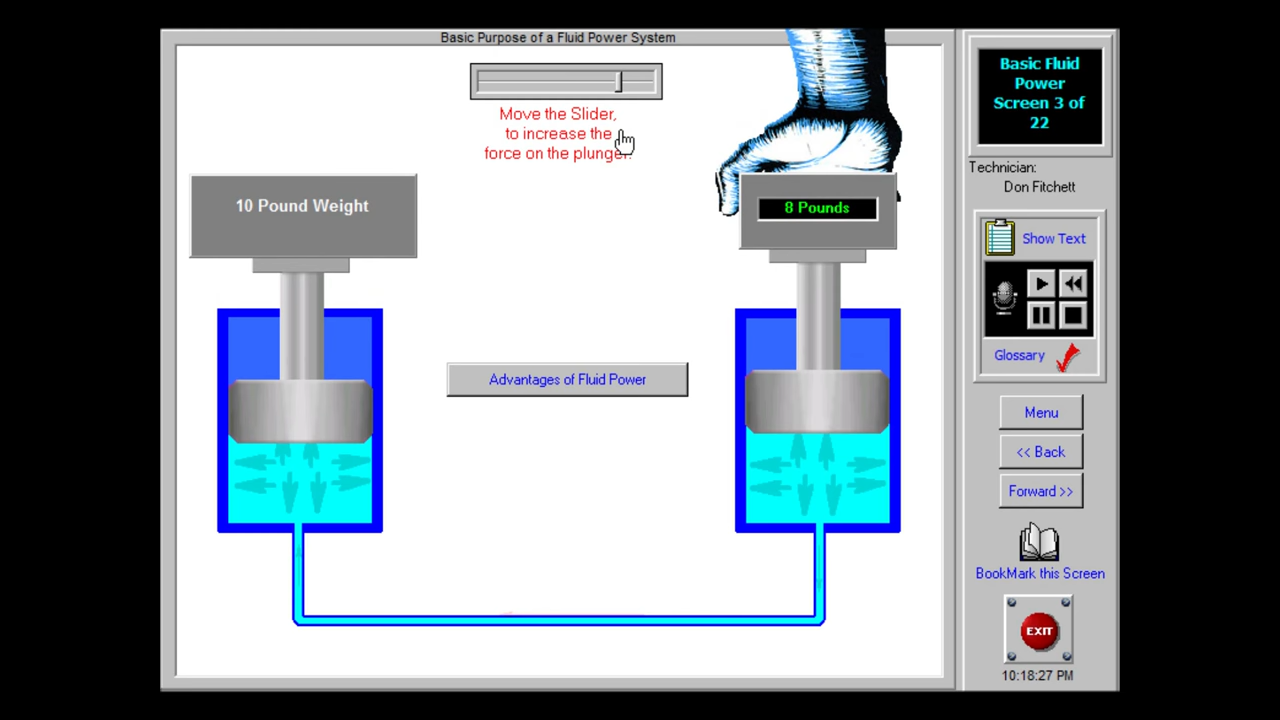 Basic Purpose of a Fluid Power System
Move the Slider,
to increase the
force on the plunger.
10 Pound Weight
8 Pounds
Advantages of Fluid Power
Basic Fluid
Power
Screen 3 of
22
Technician:
Don Fitchett
Show Text
Glossary
Menu
<< Back
Forward >>
BookMark this Screen
EXIT
10:18:27 PM